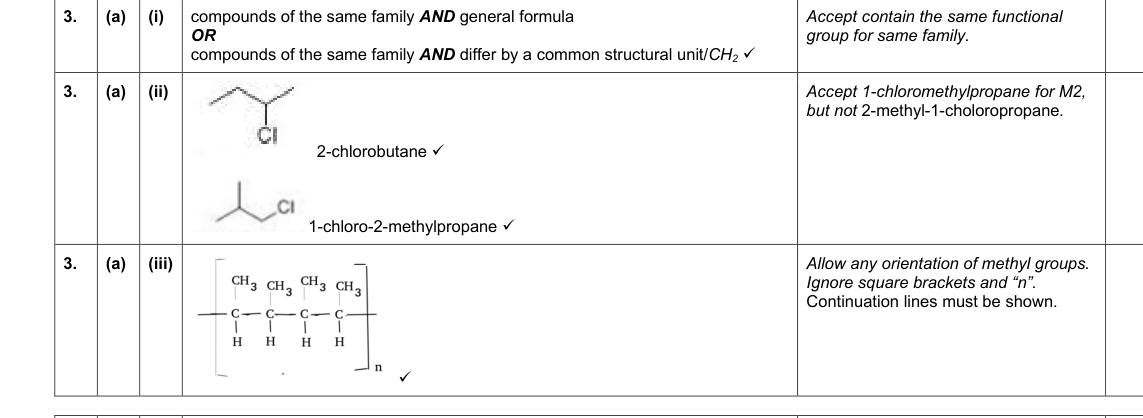 3. (a) (i) compounds of the same family AND general formula
OR
compounds of the same family AND differ by a common structural unit/CH₂ ✓
Accept contain the same functional
group for same family.
3. (a) (ii)
Cl
2-chlorobutane ✓
Cl
1-chloro-2-methylpropane ✓
Accept 1-chloromethylpropane for M2,
but not 2-methyl-1-choloropropane.
3. (a) (iii)
CH₃ CH₃ CH₃ CH₃
C C C C
H H H H
n
✓
Allow any orientation of methyl groups.
Ignore square brackets and “n”.
Continuation lines must be shown.